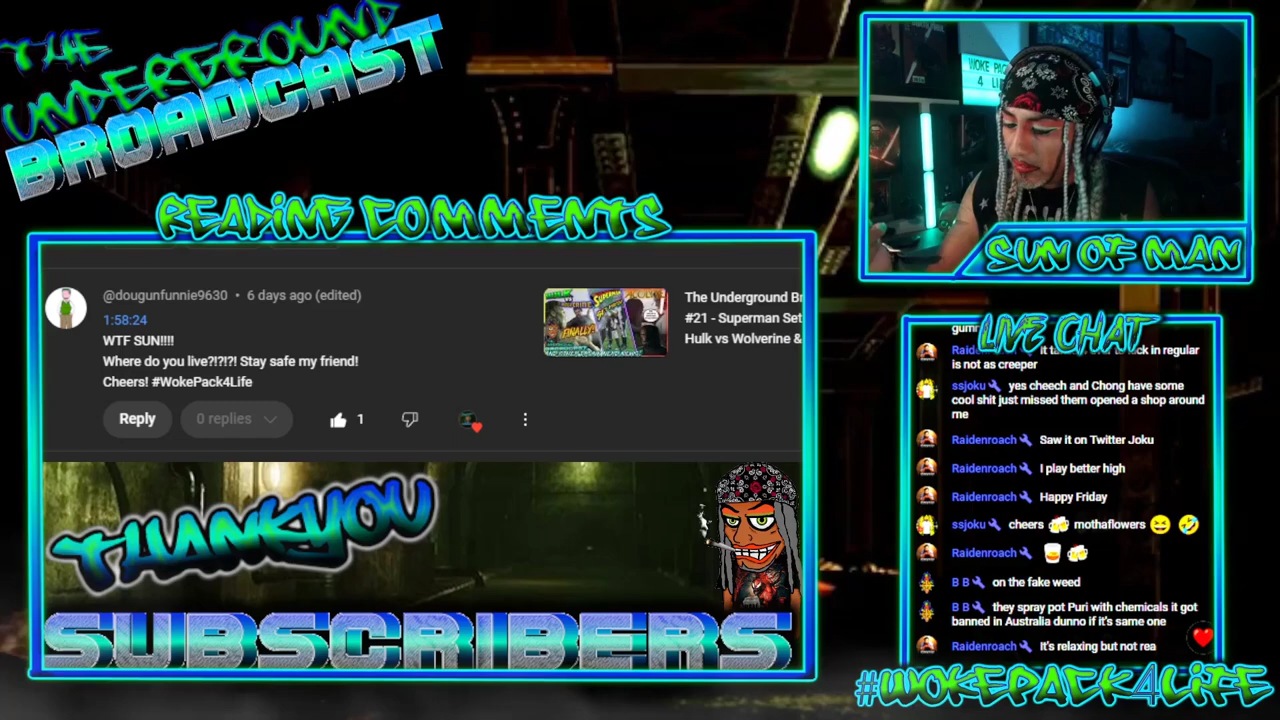 THE
UNDERGROUND
BROADCAST
READING COMMENTS
@dougunfunnie9630 • 6 days ago (edited)
1:58:24
WTF SUN!!!!
Where do you live?!?!?! Stay safe my friend!
Cheers! #WokePack4Life
Reply
0 replies
1
The Underground Br
#21 - Superman Set
Hulk vs Wolverine &
FINALLY!
THANKYOU
SUBSCRIBERS
WOKE PAC
4 LI
SUN OF MAN
LIVE CHAT
is not as creeper
ssjoku yes cheech and Chong have some
cool shit just missed them opened a shop around
me
Raidenroach Saw it on Twitter Joku
Raidenroach I play better high
Raidenroach Happy Friday
ssjoku cheers 🍻 mothaflowers 😆 🤣
Raidenroach 🥃 🍻
B B on the fake weed
B B they spray pot Puri with chemicals it got
banned in Australia dunno if it's same one
Raidenroach It's relaxing but not rea
#WOKEPACK4LIFE